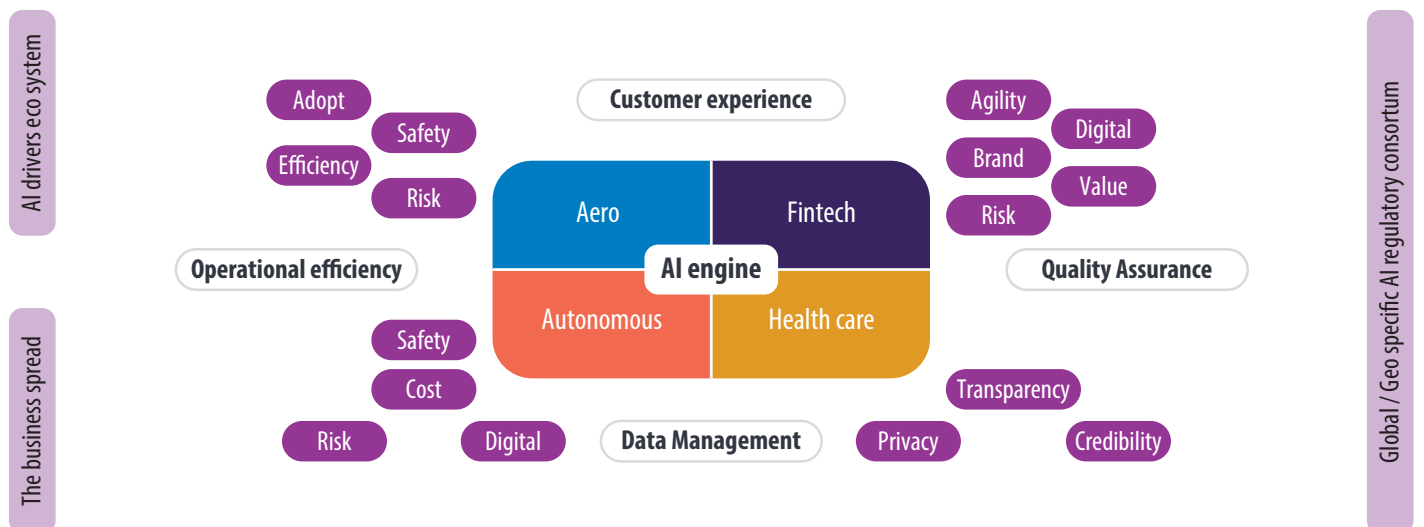 AI drivers eco system
The business spread
Adopt
Safety
Efficiency
Risk
Customer experience
Agility
Digital
Brand
Value
Risk
Operational efficiency
Aero
Fintech
AI engine
Autonomous
Health care
Quality Assurance
Safety
Cost
Risk
Digital
Data Management
Transparency
Privacy
Credibility
Global / Geo specific AI regulatory consortum